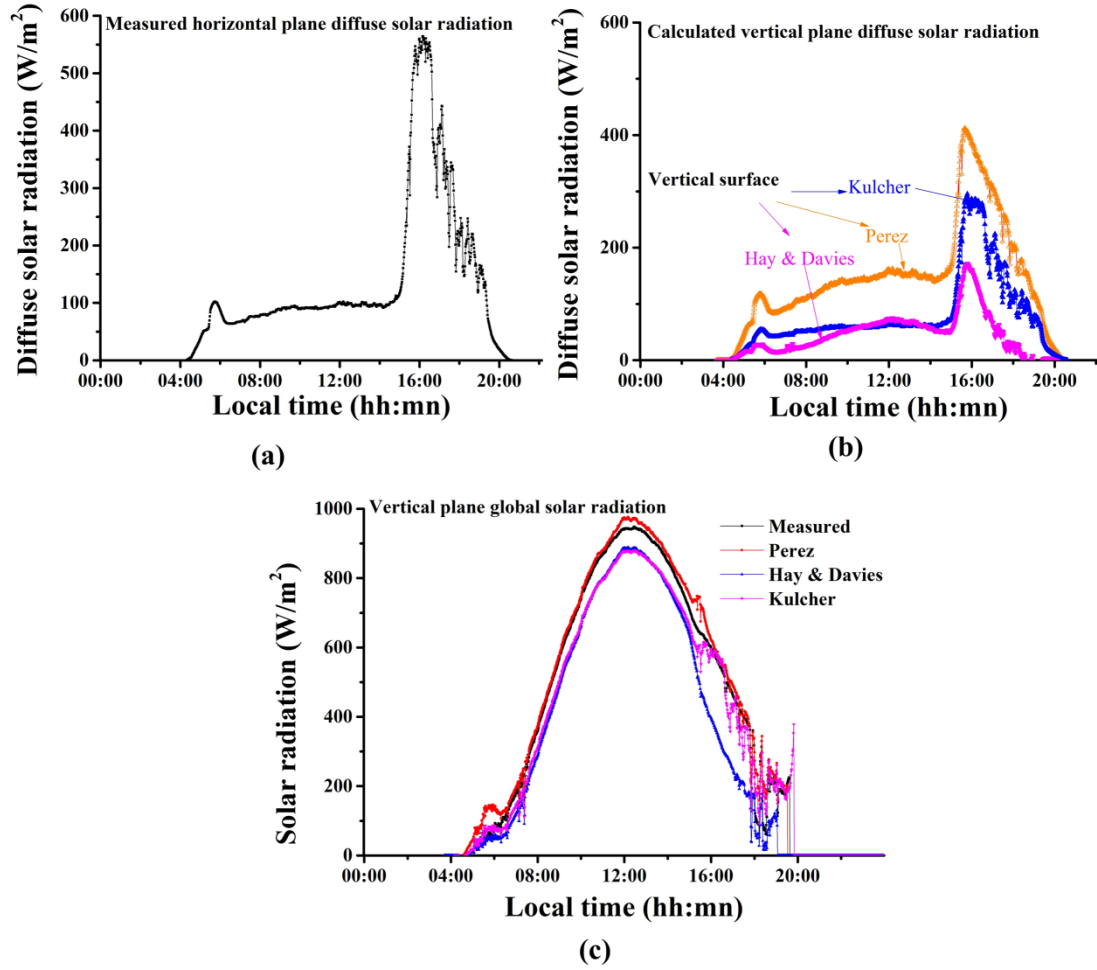 Measured horizontal plane diffuse solar radiation
Diffuse solar radiation (W/m²)
600
500
400
300
200
100
0
00:00 04:00 08:00 12:00 16:00 20:00
Local time (hh:mn)
(a)
Calculated vertical plane diffuse solar radiation
Diffuse solar radiation (W/m²)
600
400
200
0
Vertical surface
Kulcher
Perez
Hay & Davies
00:00 04:00 08:00 12:00 16:00 20:00
Local time (hh:mn)
(b)
Vertical plane global solar radiation
Solar radiation (W/m²)
1000
800
600
400
200
0
Measured
Perez
Hay & Davies
Kulcher
00:00 04:00 08:00 12:00 16:00 20:00
Local time (hh:mn)
(c)